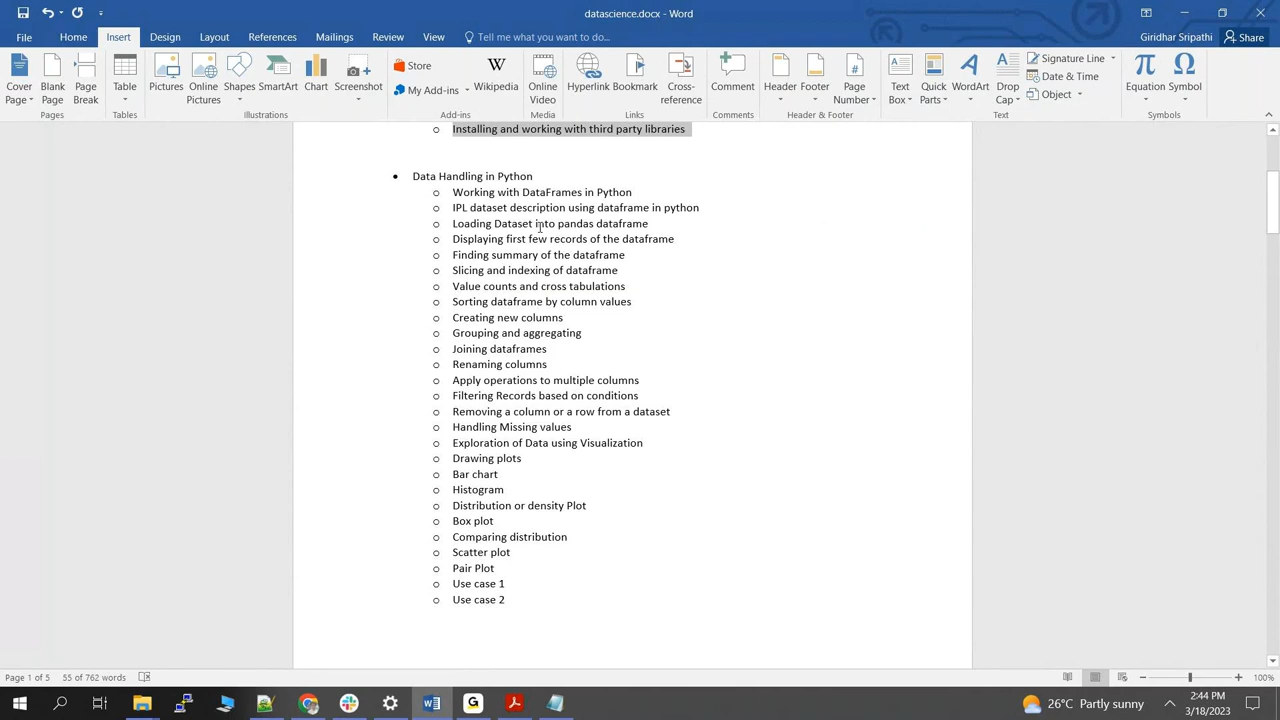 datascience.docx - Word
File Home Insert Design Layout References Mailings Review View Tell me what you want to do... Giridhar Sripathi Share
Cover Page Blank Page Page Break Table Pictures Online Pictures Shapes SmartArt Chart Screenshot Store My Add-ins Wikipedia Online Video Hyperlink Bookmark Cross-reference Comment Header Footer Page Number Text Box Quick Parts WordArt Drop Cap Signature Line Date & Time Object Equation Symbol
Pages Tables Illustrations Add-ins Media Links Comments Header & Footer Text Symbols
Installing and working with third party libraries
Data Handling in Python
Working with DataFrames in Python
IPL dataset description using dataframe in python
Loading Dataset into pandas dataframe
Displaying first few records of the dataframe
Finding summary of the dataframe
Slicing and indexing of dataframe
Value counts and cross tabulations
Sorting dataframe by column values
Creating new columns
Grouping and aggregating
Joining dataframes
Renaming columns
Apply operations to multiple columns
Filtering Records based on conditions
Removing a column or a row from a dataset
Handling Missing values
Exploration of Data using Visualization
Drawing plots
Bar chart
Histogram
Distribution or density Plot
Box plot
Comparing distribution
Scatter plot
Pair Plot
Use case 1
Use case 2
Page 1 of 5 55 of 762 words 100%
26°C Partly sunny 2:44 PM
3/18/2023